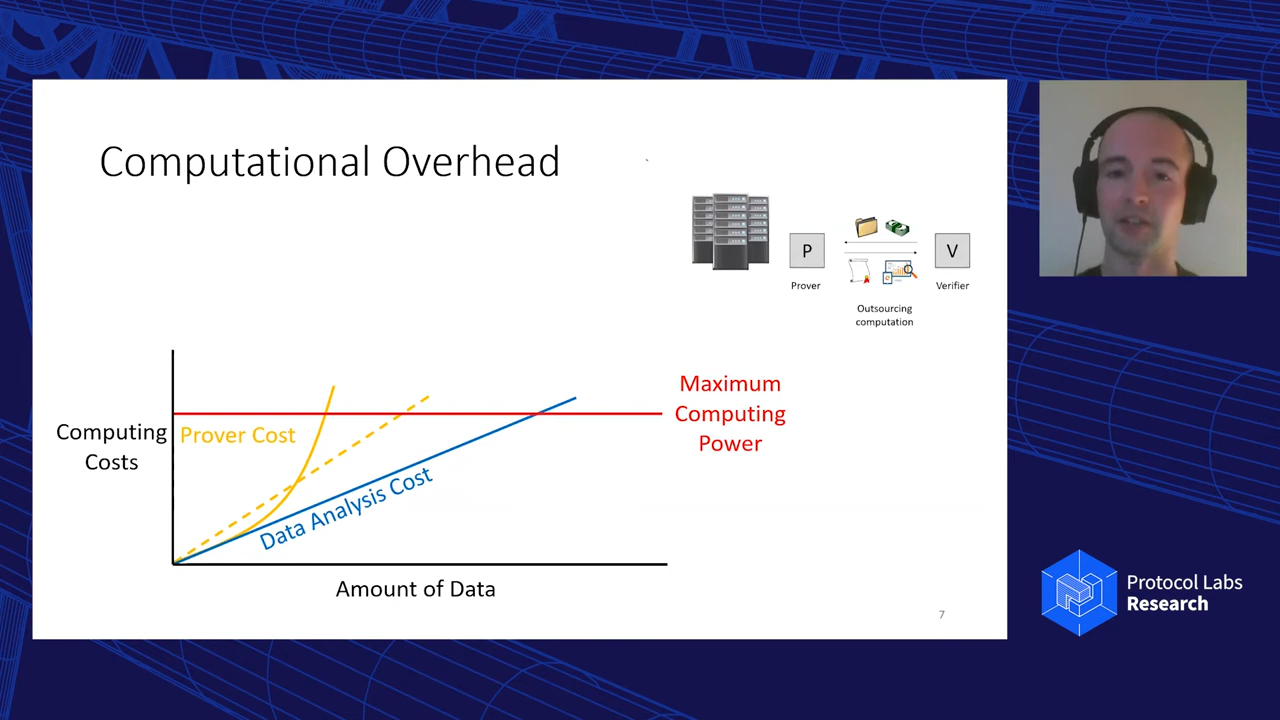 Computational Overhead
P
V
Prover
Verifier
Outsourcing
computation
Maximum
Computing
Power
Computing
Costs
Prover Cost
Data Analysis Cost
Amount of Data
7
Protocol Labs
Research